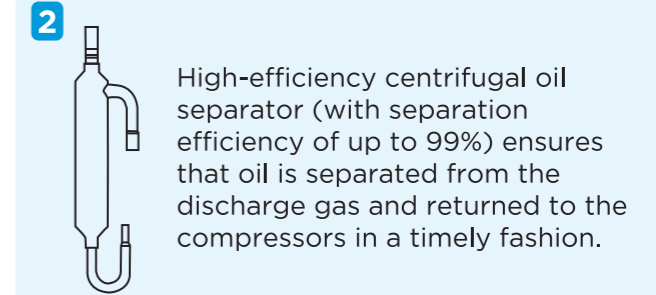 2
High-efficiency centrifugal oil
separator (with separation
efficiency of up to 99%) ensures
that oil is separated from the
discharge gas and returned to the
compressors in a timely fashion.